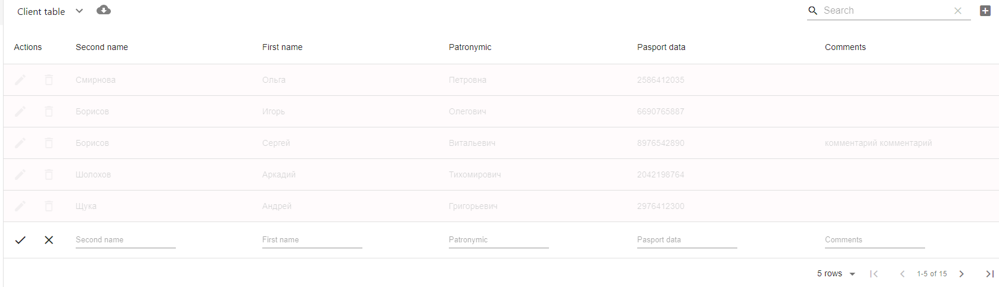 Client table Search
Actions Second name First name Patronymic Pasport data Comments
Смирнова Ольга Петровна 2586412035
Борисов Игорь Олегович 6690765887
Борисов Сергей Витальевич 8976542890 комментарий комментарий
Шолохов Аркадий Тихомирович 2042198764
Щука Андрей Григорьевич 2976412300
Second name First name Patronymic Pasport data Comments
5 rows 1-5 of 15